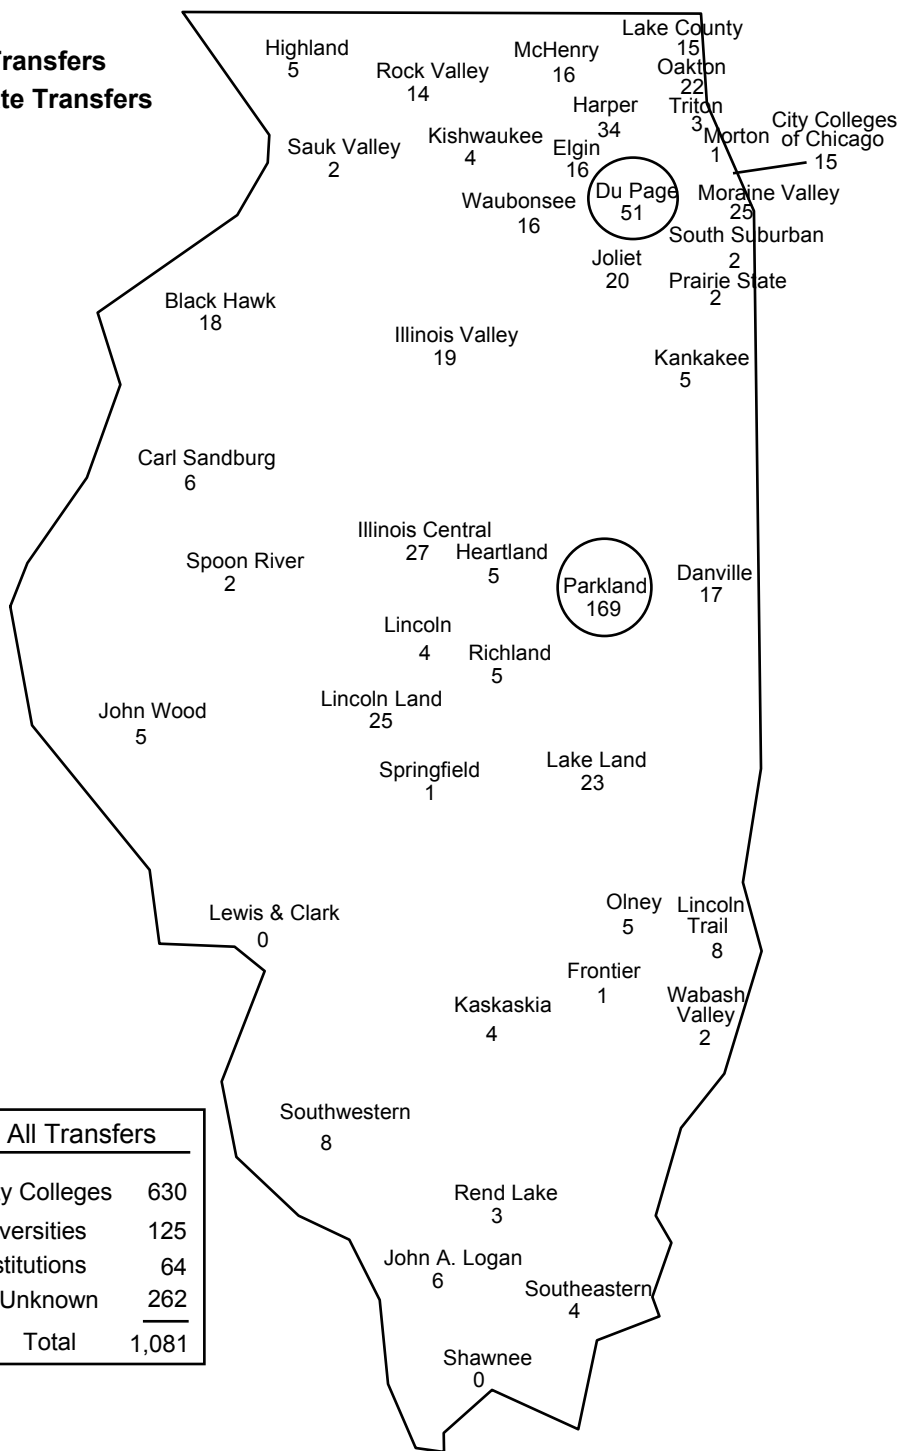 ransfers
te Transfers
Highland
5
Rock Valley
14
McHenry
16
Lake County
15
Oakton
22
Triton
3
Harper
34
Morton
1
City Colleges
of Chicago
15
Sauk Valley
2
Kishwaukee
4
Elgin
16
Waubonsee
16
Du Page
51
Moraine Valley
25
South Suburban
2
Joliet
20
Prairie State
2
Black Hawk
18
Illinois Valley
19
Kankakee
5
Carl Sandburg
6
Illinois Central
27
Heartland
5
Spoon River
2
Parkland
169
Danville
17
Lincoln
4
Richland
5
Lincoln Land
25
John Wood
5
Springfield
1
Lake Land
23
Lewis & Clark
0
Olney
5
Lincoln
Trail
8
Frontier
1
Kaskaskia
4
Wabash
Valley
2
Southwestern
8
All Transfers
y Colleges 630
versities 125
stitutions 64
Unknown 262
Total 1,081
Rend Lake
3
John A. Logan
6
Southeastern
4
Shawnee
0